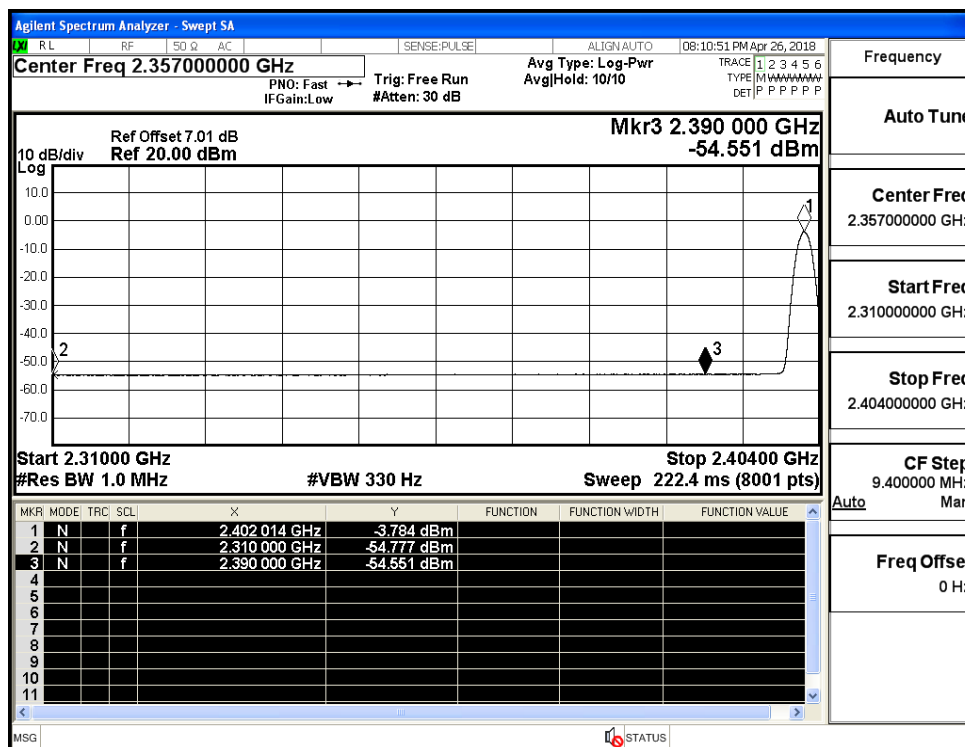 Agilent Spectrum Analyzer - Swept SA
LXI RL RF 50 Ω AC SENSE:PULSE ALIGN AUTO 08:10:51 PM Apr 26, 2018
Center Freq 2.357000000 GHz
PNO: Fast
IFGain:Low
Trig: Free Run
#Atten: 30 dB
Avg Type: Log-Pwr
Avg|Hold: 10/10
TRACE 1 2 3 4 5 6
TYPE M W W W W W
DET P P P P P P
Ref Offset 7.01 dB
Ref 20.00 dBm
10 dB/div
Log
Mkr3 2.390 000 GHz
-54.551 dBm
10.0
0.00
-10.0
-20.0
-30.0
-40.0
-50.0
-60.0
-70.0
1
2
3
Start 2.31000 GHz
Stop 2.40400 GHz
#Res BW 1.0 MHz
#VBW 330 Hz
Sweep 222.4 ms (8001 pts)
MKR MODE TRC SCL X Y FUNCTION FUNCTION WIDTH FUNCTION VALUE
1 N f 2.402 014 GHz -3.784 dBm
2 N f 2.310 000 GHz -54.777 dBm
3 N f 2.390 000 GHz -54.551 dBm
4
5
6
7
8
9
10
11
MSG
STATUS
Frequency
Auto Tune
Center Freq
2.357000000 GHz
Start Freq
2.310000000 GHz
Stop Freq
2.404000000 GHz
CF Step
9.400000 MHz
Auto Man
Freq Offset
0 Hz